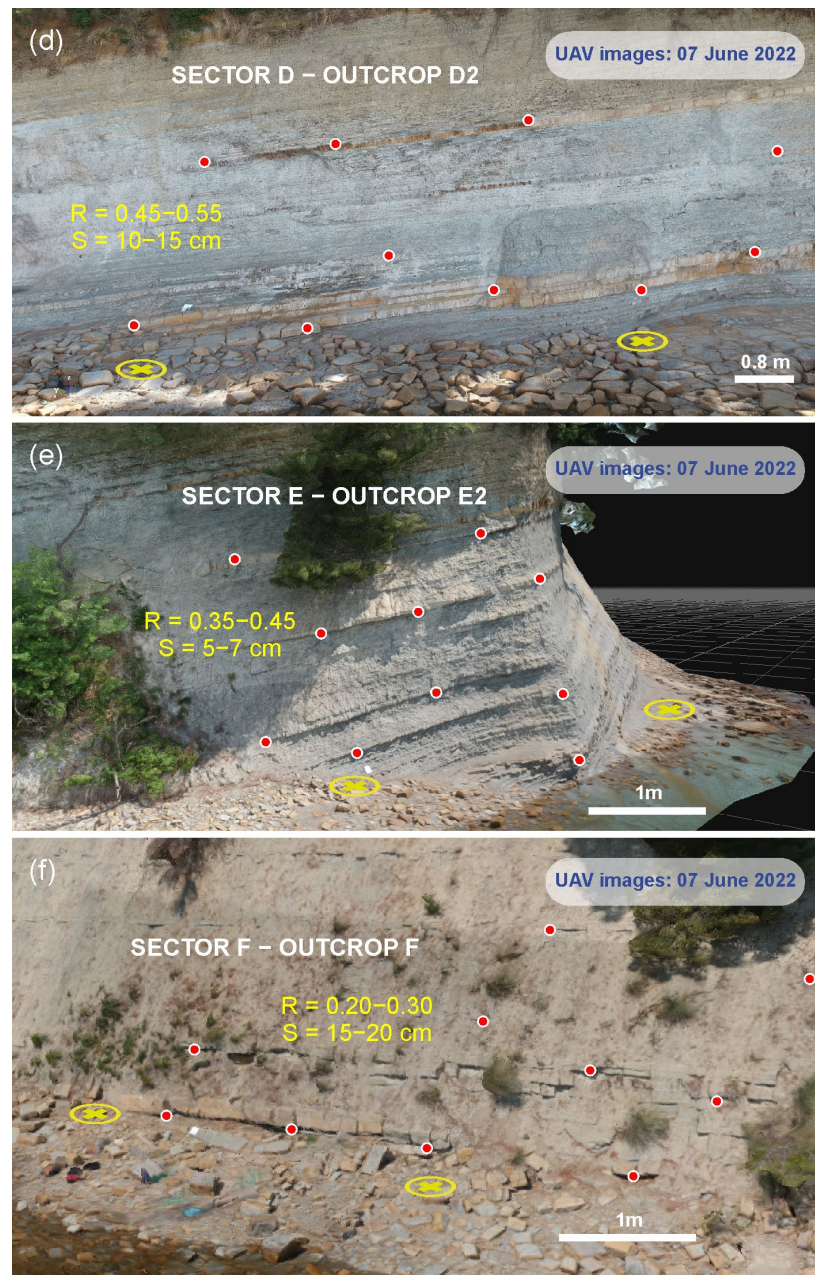 (d)
UAV images: 07 June 2022
SECTOR D − OUTCROP D2
R = 0.45−0.55
S = 10−15 cm
0.8 m
(e)
UAV images: 07 June 2022
SECTOR E − OUTCROP E2
R = 0.35−0.45
S = 5−7 cm
1m
(f)
UAV images: 07 June 2022
SECTOR F − OUTCROP F
R = 0.20−0.30
S = 15−20 cm
1m